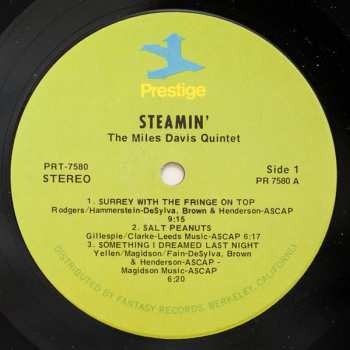 Prestige
STEAMIN'
The Miles Davis Quintet
PRT-7580
STEREO
Side 1
PR 7580 A
1. SURREY WITH THE FRINGE ON TOP
Rodgers/Hammerstein-DeSylva, Brown & Henderson-ASCAP
9:15
2. SALT PEANUTS
Gillespie/Clarke-Leeds Music-ASCAP 6:17
3. SOMETHING I DREAMED LAST NIGHT
Yellen/Magidson/Fain-DeSylva, Brown
& Henderson-ASCAP -
Magidson Music-ASCAP
6:20
DISTRIBUTED BY FANTASY RECORDS, BERKELEY, CALIFORNIA